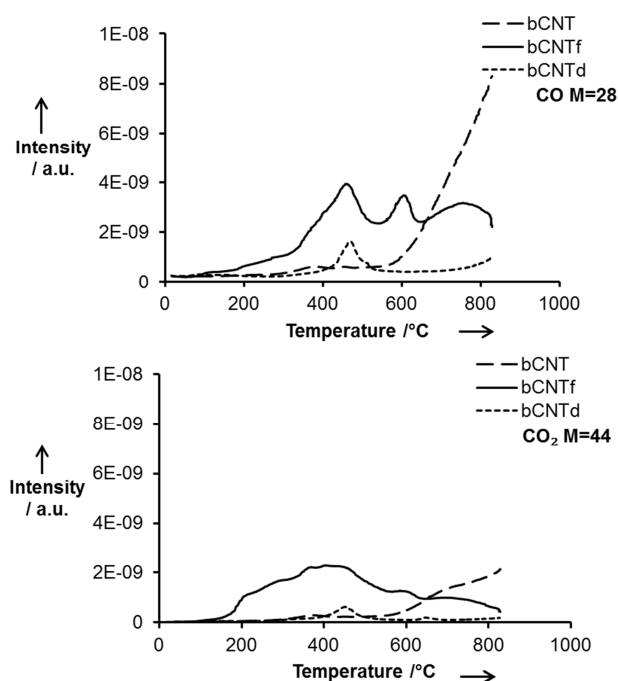 bCNT
bCNTf
bCNTd
CO M=28
1E-08
8E-09
6E-09
4E-09
2E-09
0
Intensity
/ a.u.
0 200 400 600 800 1000
Temperature /°C
bCNT
bCNTf
bCNTd
CO₂ M=44
1E-08
8E-09
6E-09
4E-09
2E-09
0
Intensity
/ a.u.
0 200 400 600 800 1000
Temperature /°C